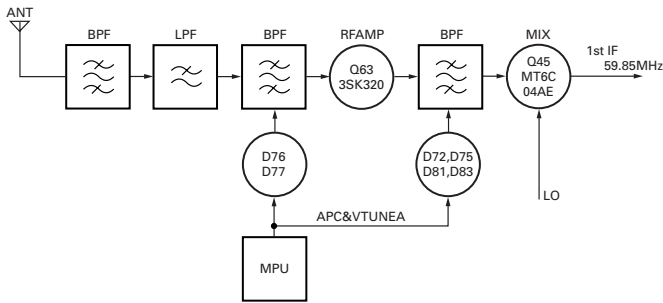 ANT
BPF
LPF
BPF
RFAMP
BPF
MIX
Q63
3SK320
Q45
MT6C
04AE
1st IF
59.85MHz
D76
D77
D72,D75
D81,D83
LO
APC&VTUNEA
MPU